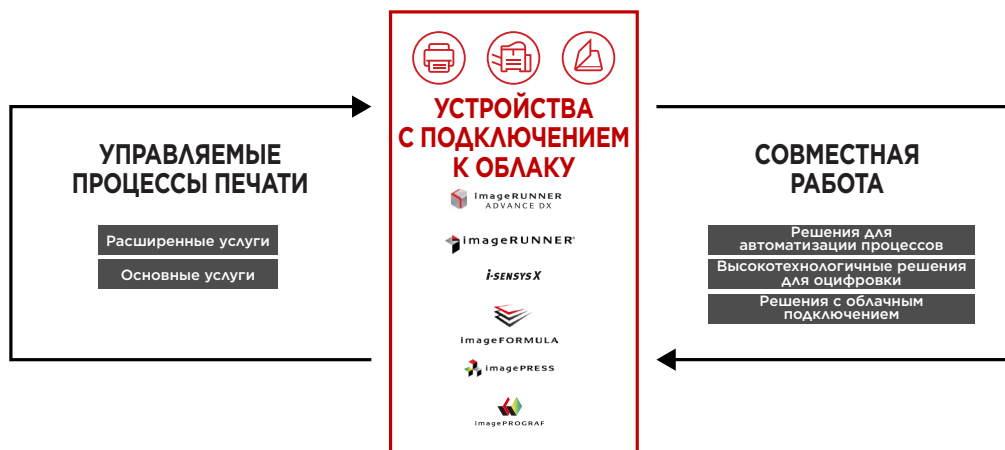 УПРАВЛЯЕМЫЕ
ПРОЦЕССЫ ПЕЧАТИ
Расширенные услуги
Основные услуги
УСТРОЙСТВА
С ПОДКЛЮЧЕНИЕМ
К ОБЛАКУ
imageRUNNER
ADVANCE DX
imageRUNNER®
i-SENSYS X
imageFORMULA
imagePRESS
imagePROGRAF
СОВМЕСТНАЯ
РАБОТА
Решения для
автоматизации процессов
Высокотехнологичные решения
для оцифровки
Решения с облачным
подключением